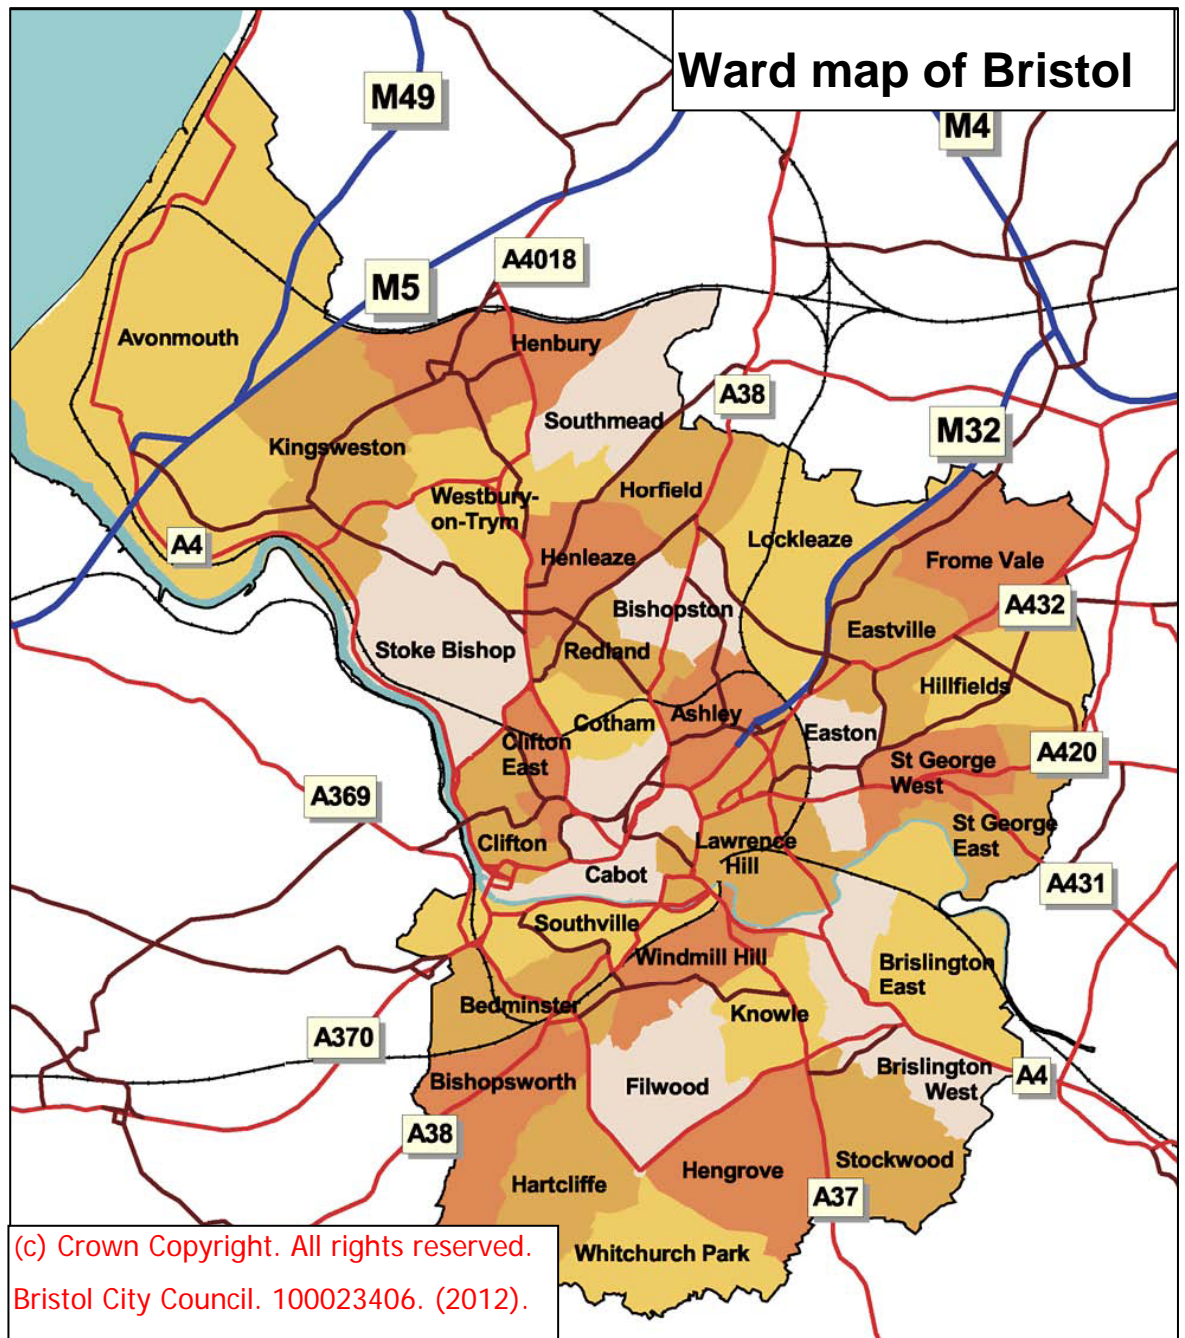 Ward map of Bristol
M49
M4
A4018
M5
Avonmouth
Henbury
A38
Southmead
M32
Kingsweston
Westbury-
on-Trym
Horfield
A4
Lockleaze
Henleaze
Frome Vale
Bishopston
A432
Eastville
Stoke Bishop
Redland
Hillfields
Cotham
Ashley
Easton
Clifton
East
A420
St George
West
A369
St George
East
Clifton
Lawrence
Hill
Cabot
A431
Southville
Windmill Hill
Brislington
East
Bedminster
Knowle
A370
Bishopsworth
Filwood
Brislington
West
A4
A38
Stockwood
Hartcliffe
Hengrove
A37
Whitchurch Park
(c) Crown Copyright. All rights reserved.
Bristol City Council. 100023406. (2012).